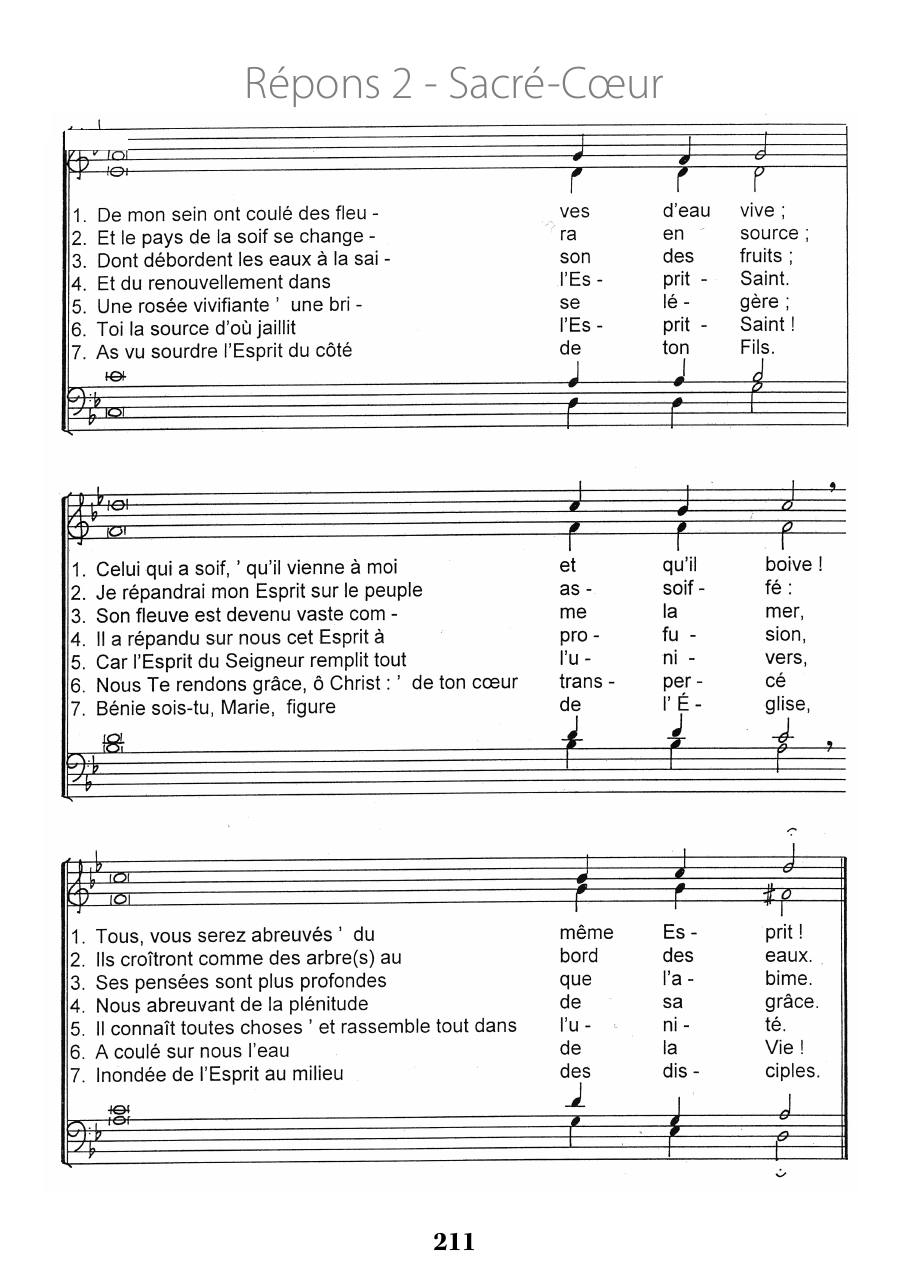 Répons 2 - Sacré-Cœur
1. De mon sein ont coulé des fleu - ves d'eau vive ;
2. Et le pays de la soif se change - ra en source ;
3. Dont débordent les eaux à la sai - son des fruits ;
4. Et du renouvellement dans l'Es - prit - Saint.
5. Une rosée vivifiante ' une bri - se lé - gère ;
6. Toi la source d'où jaillit l'Es - prit - Saint !
7. As vu sourdre l'Esprit du côté de ton Fils.
1. Celui qui a soif, ' qu'il vienne à moi et qu'il boive !
2. Je répandrai mon Esprit sur le peuple as - soif - fé :
3. Son fleuve est devenu vaste com - me la mer,
4. Il a répandu sur nous cet Esprit à pro - fu - sion,
5. Car l'Esprit du Seigneur remplit tout l'u - ni - vers,
6. Nous Te rendons grâce, ô Christ : ' de ton cœur trans - per - cé
7. Bénie sois-tu, Marie, figure de l' É - glise,
1. Tous, vous serez abreuvés ' du même Es - prit !
2. Ils croîtront comme des arbre(s) au bord des eaux.
3. Ses pensées sont plus profondes que l'a - bime.
4. Nous abreuvant de la plénitude de sa grâce.
5. Il connaît toutes choses ' et rassemble tout dans l'u - ni - té.
6. A coulé sur nous l'eau de la Vie !
7. Inondée de l'Esprit au milieu des dis - ciples.
211